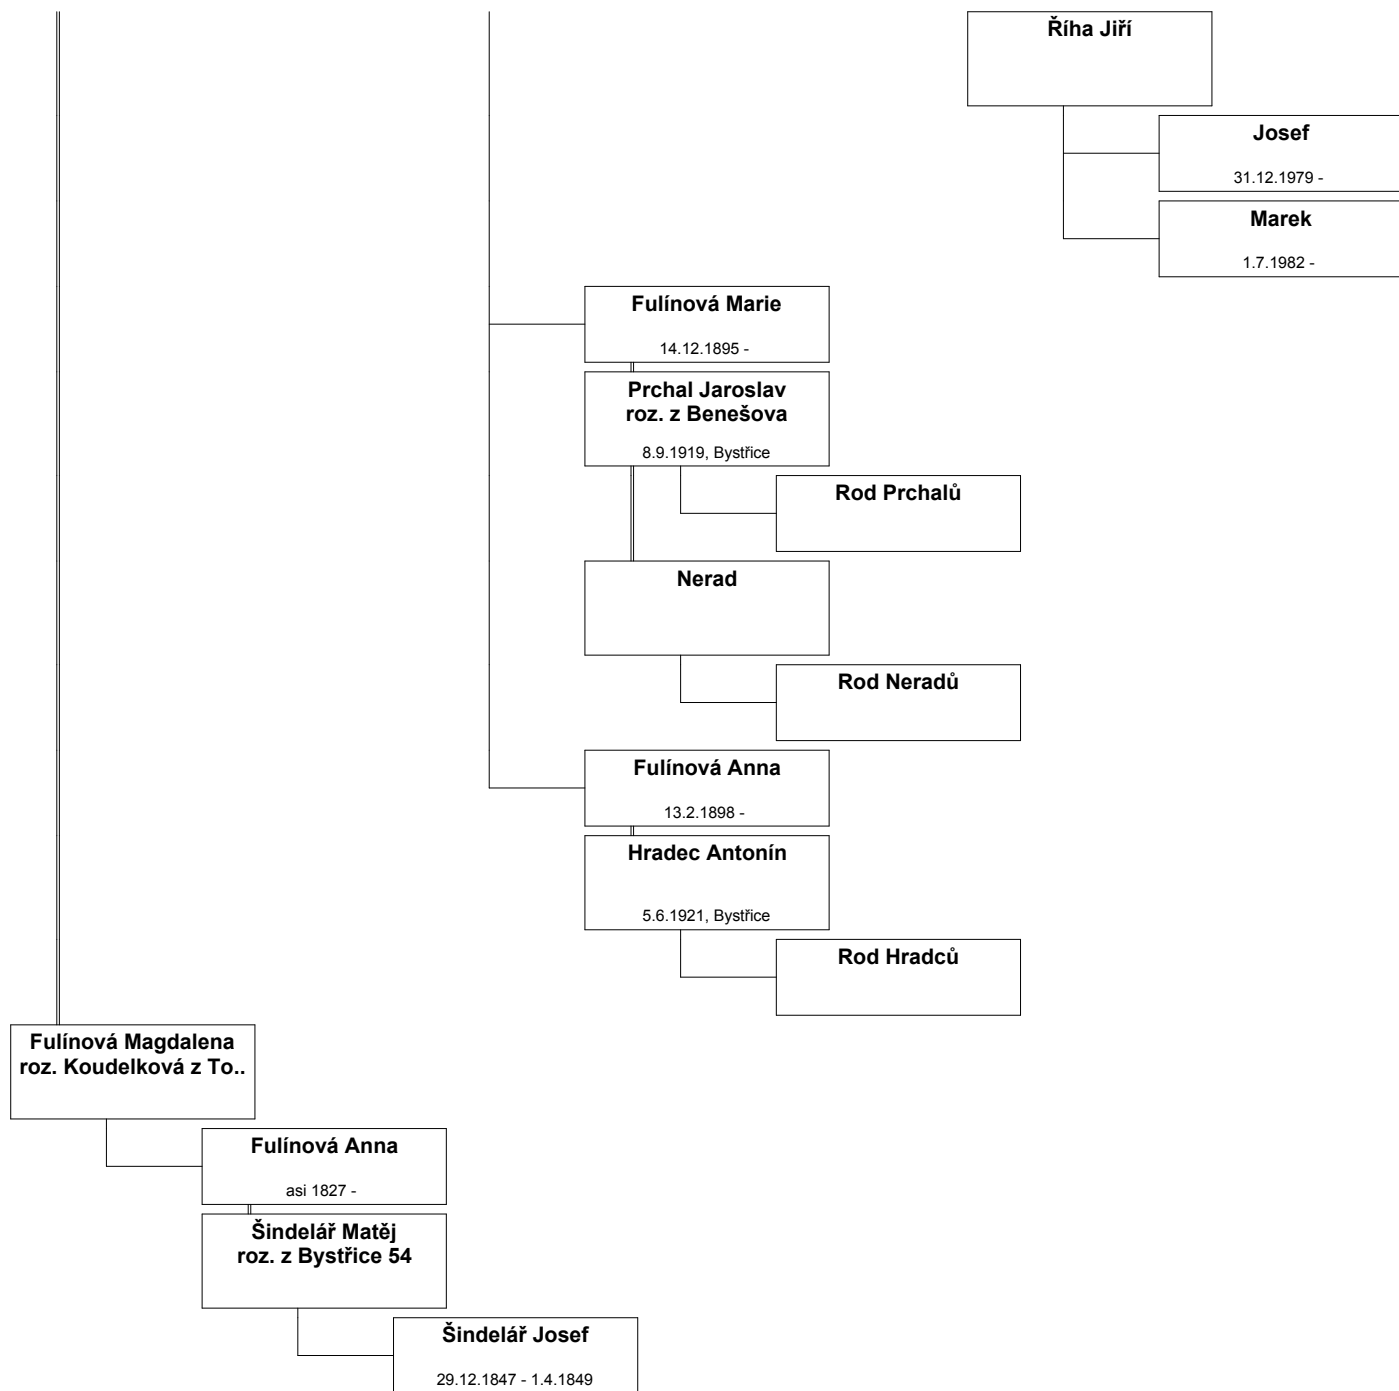 Říha Jiří
Josef
31.12.1979 -
Marek
1.7.1982 -
Fulínová Marie
14.12.1895 -
Prchal Jaroslav
roz. z Benešova
8.9.1919, Bystřice
Rod Prchalů
Nerad
Rod Neradů
Fulínová Anna
13.2.1898 -
Hradec Antonín
5.6.1921, Bystřice
Rod Hradců
Fulínová Magdalena
roz. Koudelková z To..
Fulínová Anna
asi 1827 -
Šindelář Matěj
roz. z Bystřice 54
Šindelář Josef
29.12.1847 - 1.4.1849